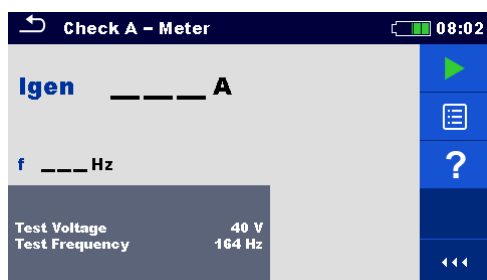 Check A – Meter 08:02
Igen ___ A
f ___ Hz
?
Test Voltage 40 V
Test Frequency 164 Hz